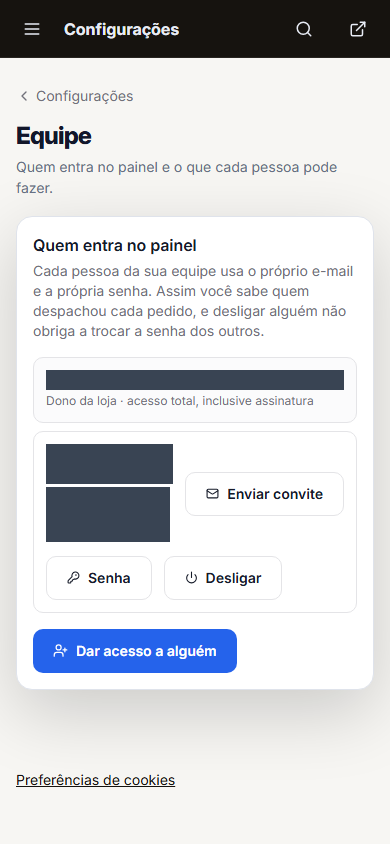 Configurações
Configurações
Equipe
Quem entra no painel e o que cada pessoa pode
fazer.
Quem entra no painel
Cada pessoa da sua equipe usa o próprio e-mail
e a própria senha. Assim você sabe quem
despachou cada pedido, e desligar alguém não
obriga a trocar a senha dos outros.
Dono da loja · acesso total, inclusive assinatura
Enviar convite
Senha
Desligar
Dar acesso a alguém
Preferências de cookies